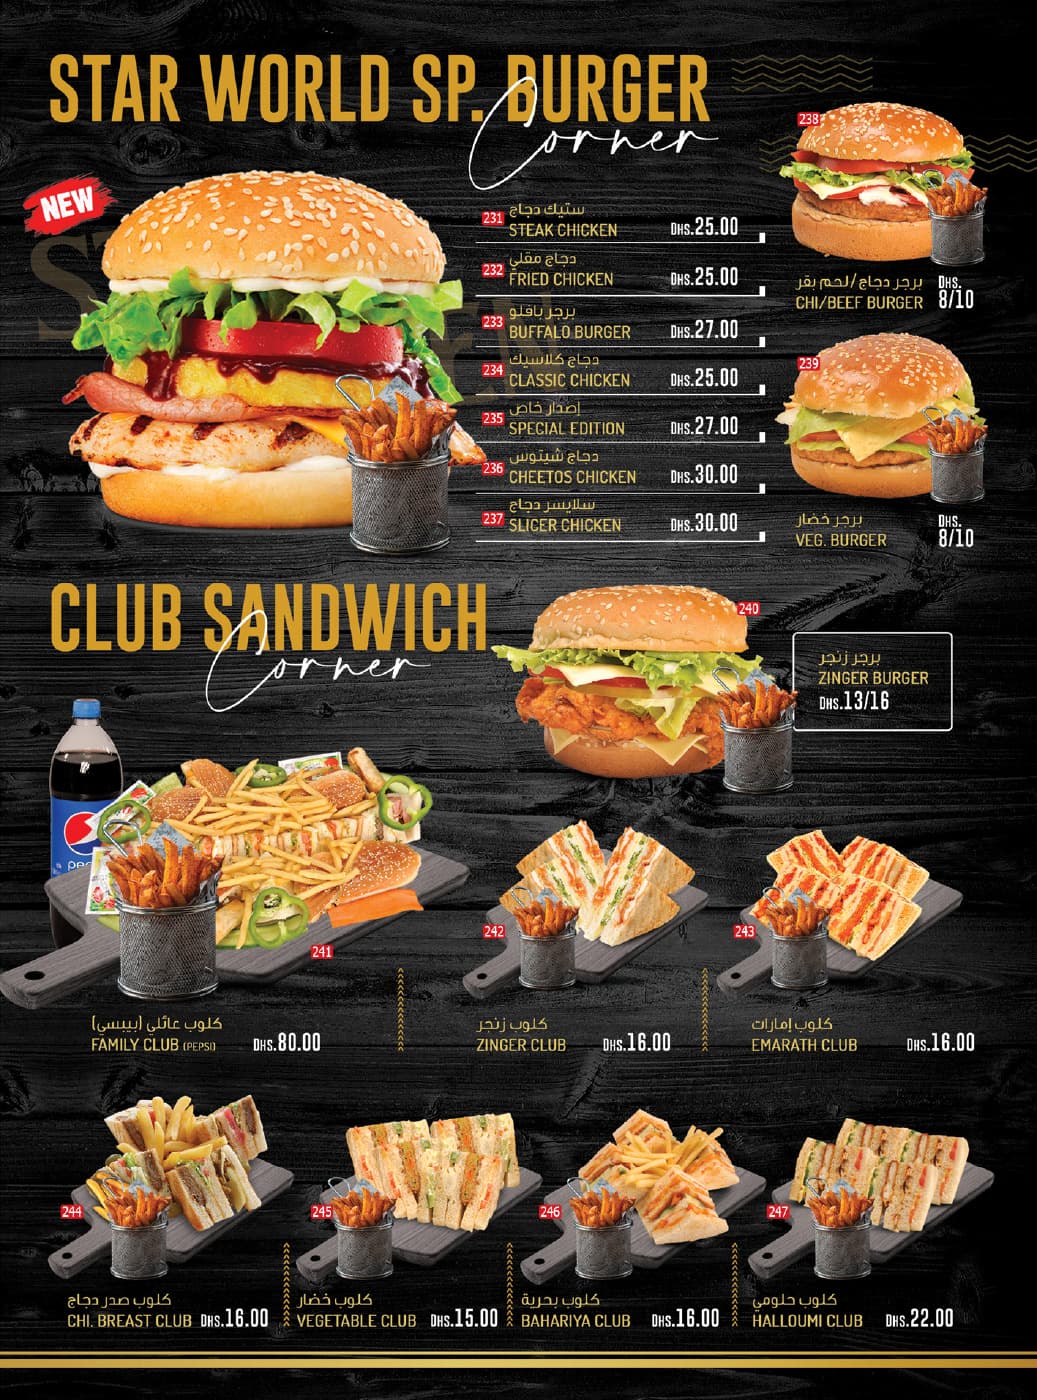 STAR WORLD SP. BURGER
Corner
NEW
231
ستيك دجاج
STEAK CHICKEN
DHS.25.00
232
دجاج مقلي
FRIED CHICKEN
DHS.25.00
233
برجر بافلو
BUFFALO BURGER
DHS.27.00
234
دجاج كلاسيك
CLASSIC CHICKEN
DHS.25.00
235
إصدار خاص
SPECIAL EDITION
DHS.27.00
236
دجاج شيتوس
CHEETOS CHICKEN
DHS.30.00
237
سلايسر دجاج
SLICER CHICKEN
DHS.30.00
238
برجر دجاج/لحم بقر
CHI/BEEF BURGER
DHS.
8/10
239
برجر خضار
VEG. BURGER
DHS.
8/10
CLUB SANDWICH
Corner
240
برجر زنجر
ZINGER BURGER
DHS.13/16
241
كلوب عائلي (بيبسي)
FAMILY CLUB (PEPSI)
DHS.80.00
242
كلوب زنجر
ZINGER CLUB
DHS.16.00
243
كلوب إمارات
EMARATH CLUB
DHS.16.00
244
كلوب صدر دجاج
CHI. BREAST CLUB
DHS.16.00
245
كلوب خضار
VEGETABLE CLUB
DHS.15.00
246
كلوب بحرية
BAHARIYA CLUB
DHS.16.00
247
كلوب حلومي
HALLOUMI CLUB
DHS.22.00